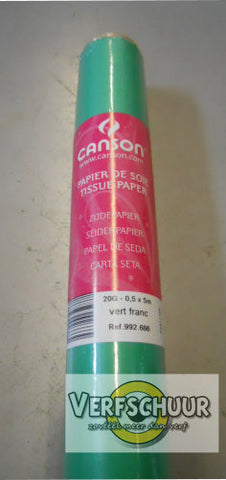 CANSON
www.canson.com
PAPIER DE SOIE
TISSUE PAPER
ZIJDEPAPIER
SEIDENPAPIER
PAPEL DE SEDA
CARTA SETA
20G - 0,5 x 5m
vert franc
Ref.992.666
VERFSCHUUR
zoveel meer dan verf